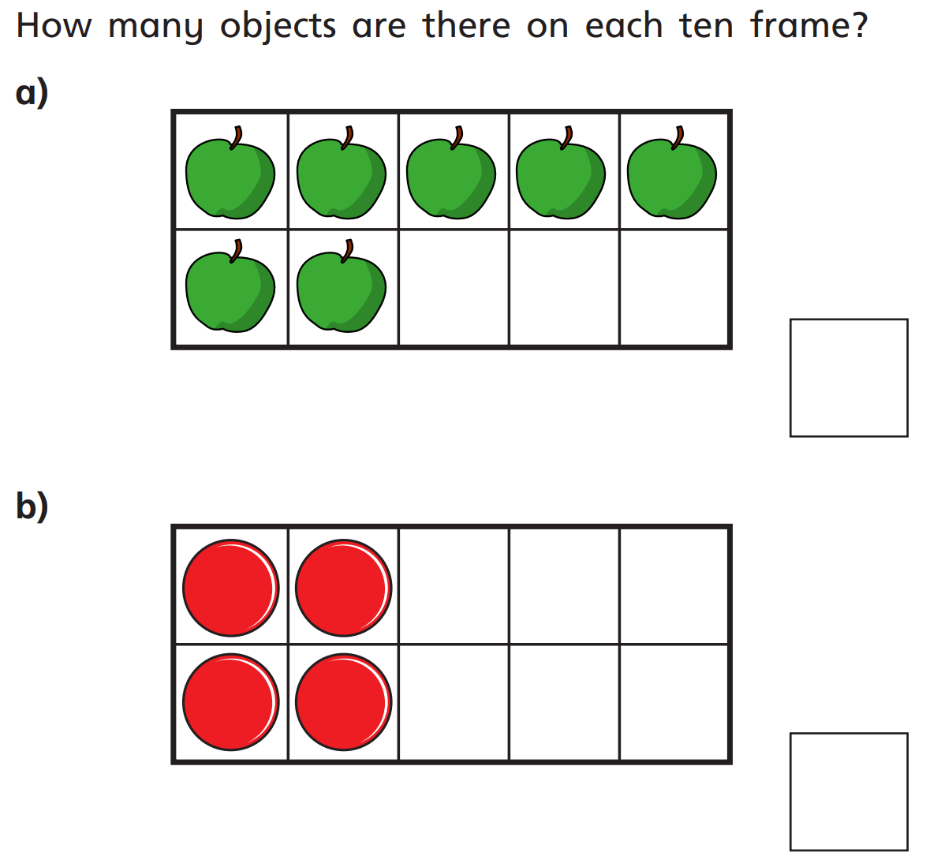 How many objects are there on each ten frame?
a)
b)